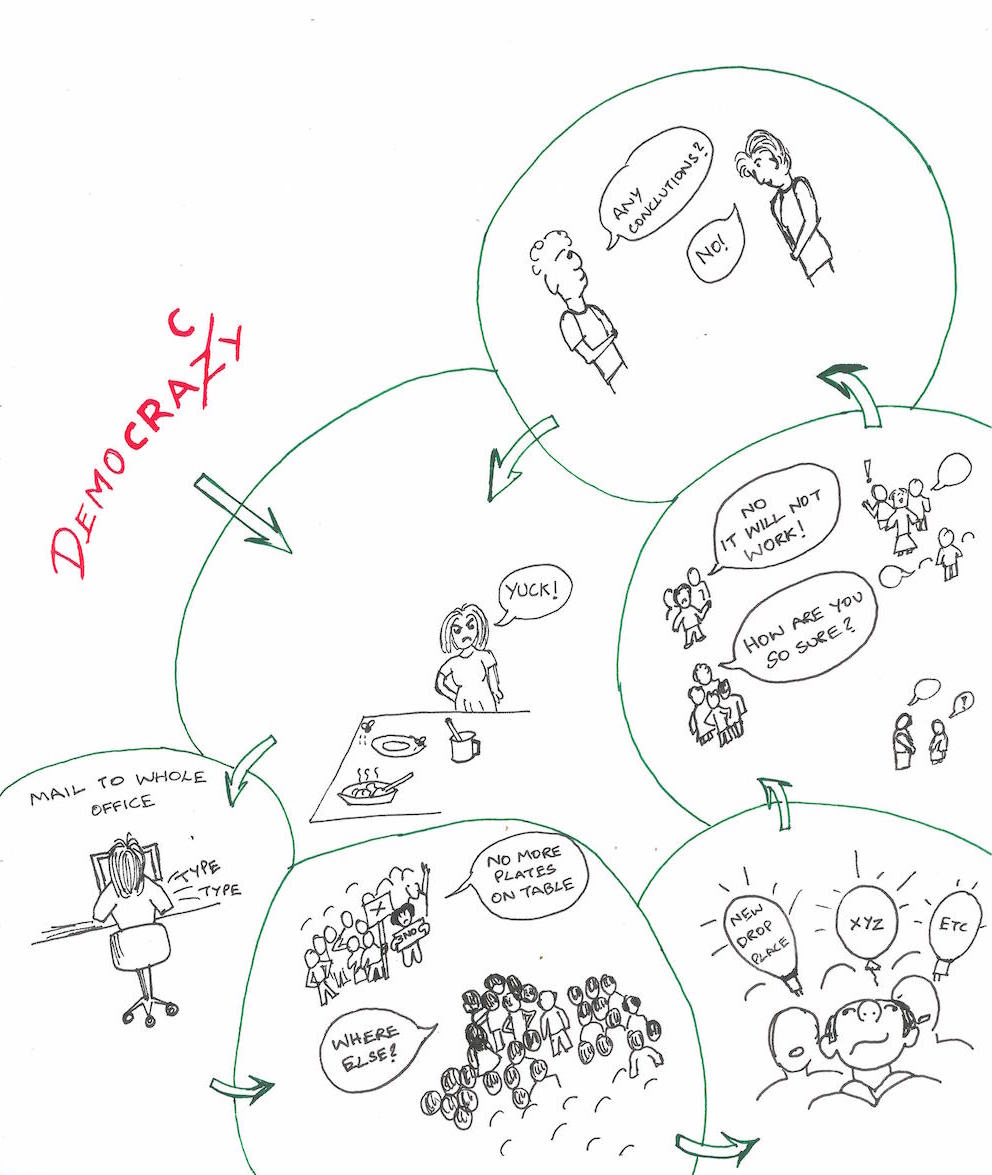 DEMOCRAZY
C
YUCK!
MAIL TO WHOLE
OFFICE
TYPE
TYPE
NO MORE
PLATES
ON TABLE
X
WHERE
ELSE?
NEW
DROP
PLACE
XYZ
ETC
NO
IT WILL NOT
WORK!
!
HOW ARE YOU
SO SURE?
?
ANY
CONCLUTIONS?
NO!